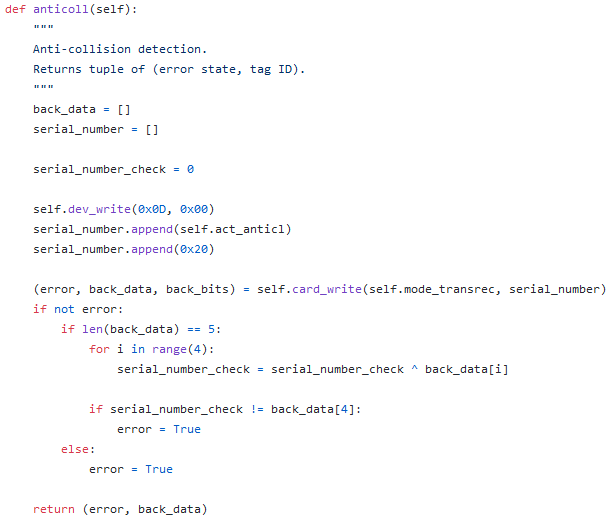 def anticoll(self):
    """
    Anti-collision detection.
    Returns tuple of (error state, tag ID).
    """
    back_data = []
    serial_number = []

    serial_number_check = 0

    self.dev_write(0x0D, 0x00)
    serial_number.append(self.act_anticl)
    serial_number.append(0x20)

    (error, back_data, back_bits) = self.card_write(self.mode_transrec, serial_number)
    if not error:
        if len(back_data) == 5:
            for i in range(4):
                serial_number_check = serial_number_check ^ back_data[i]

            if serial_number_check != back_data[4]:
                error = True
        else:
            error = True

    return (error, back_data)